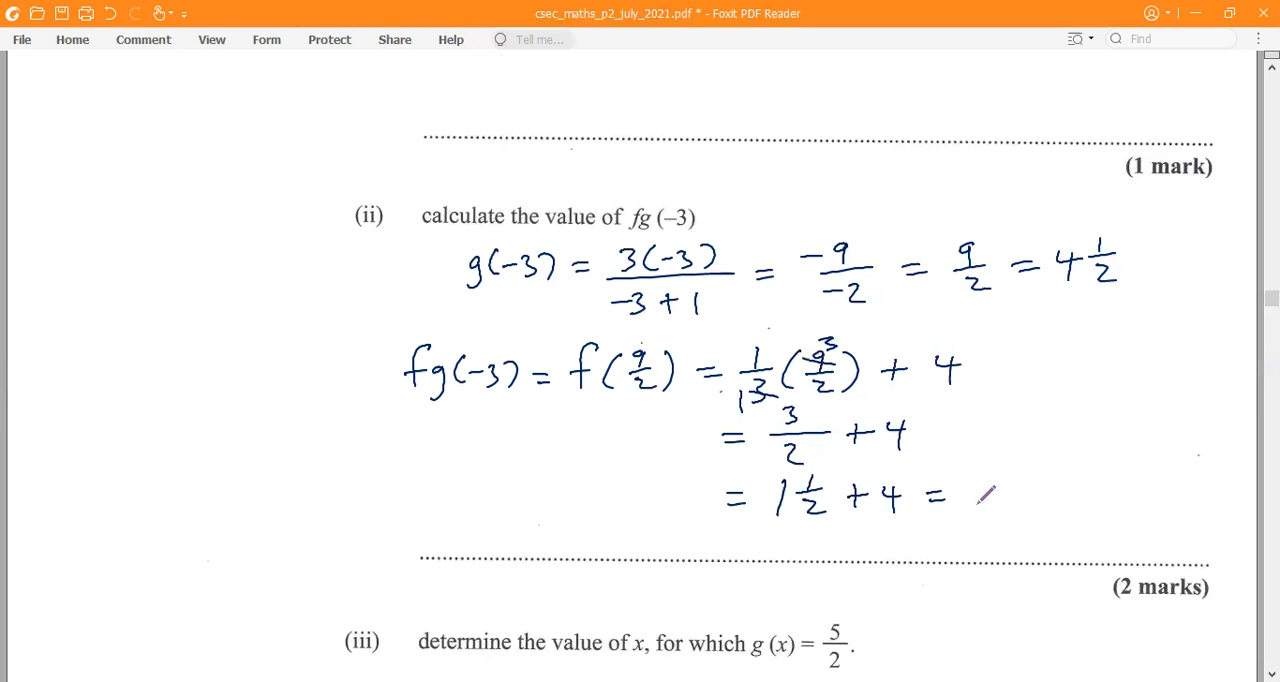 csec_maths_p2_july_2021.pdf * - Foxit PDF Reader
File Home Comment View Form Protect Share Help Tell me... Find
(1 mark)
(ii) calculate the value of fg (–3)
g(-3) = 3(-3)/(-3 + 1) = -9/-2 = 9/2 = 4 1/2
fg(-3) = f(9/2) = 1/3 1 (9/2) 3 + 4
= 3/2 + 4
= 1 1/2 + 4 =
(2 marks)
(iii) determine the value of x, for which g (x) = 5/2.